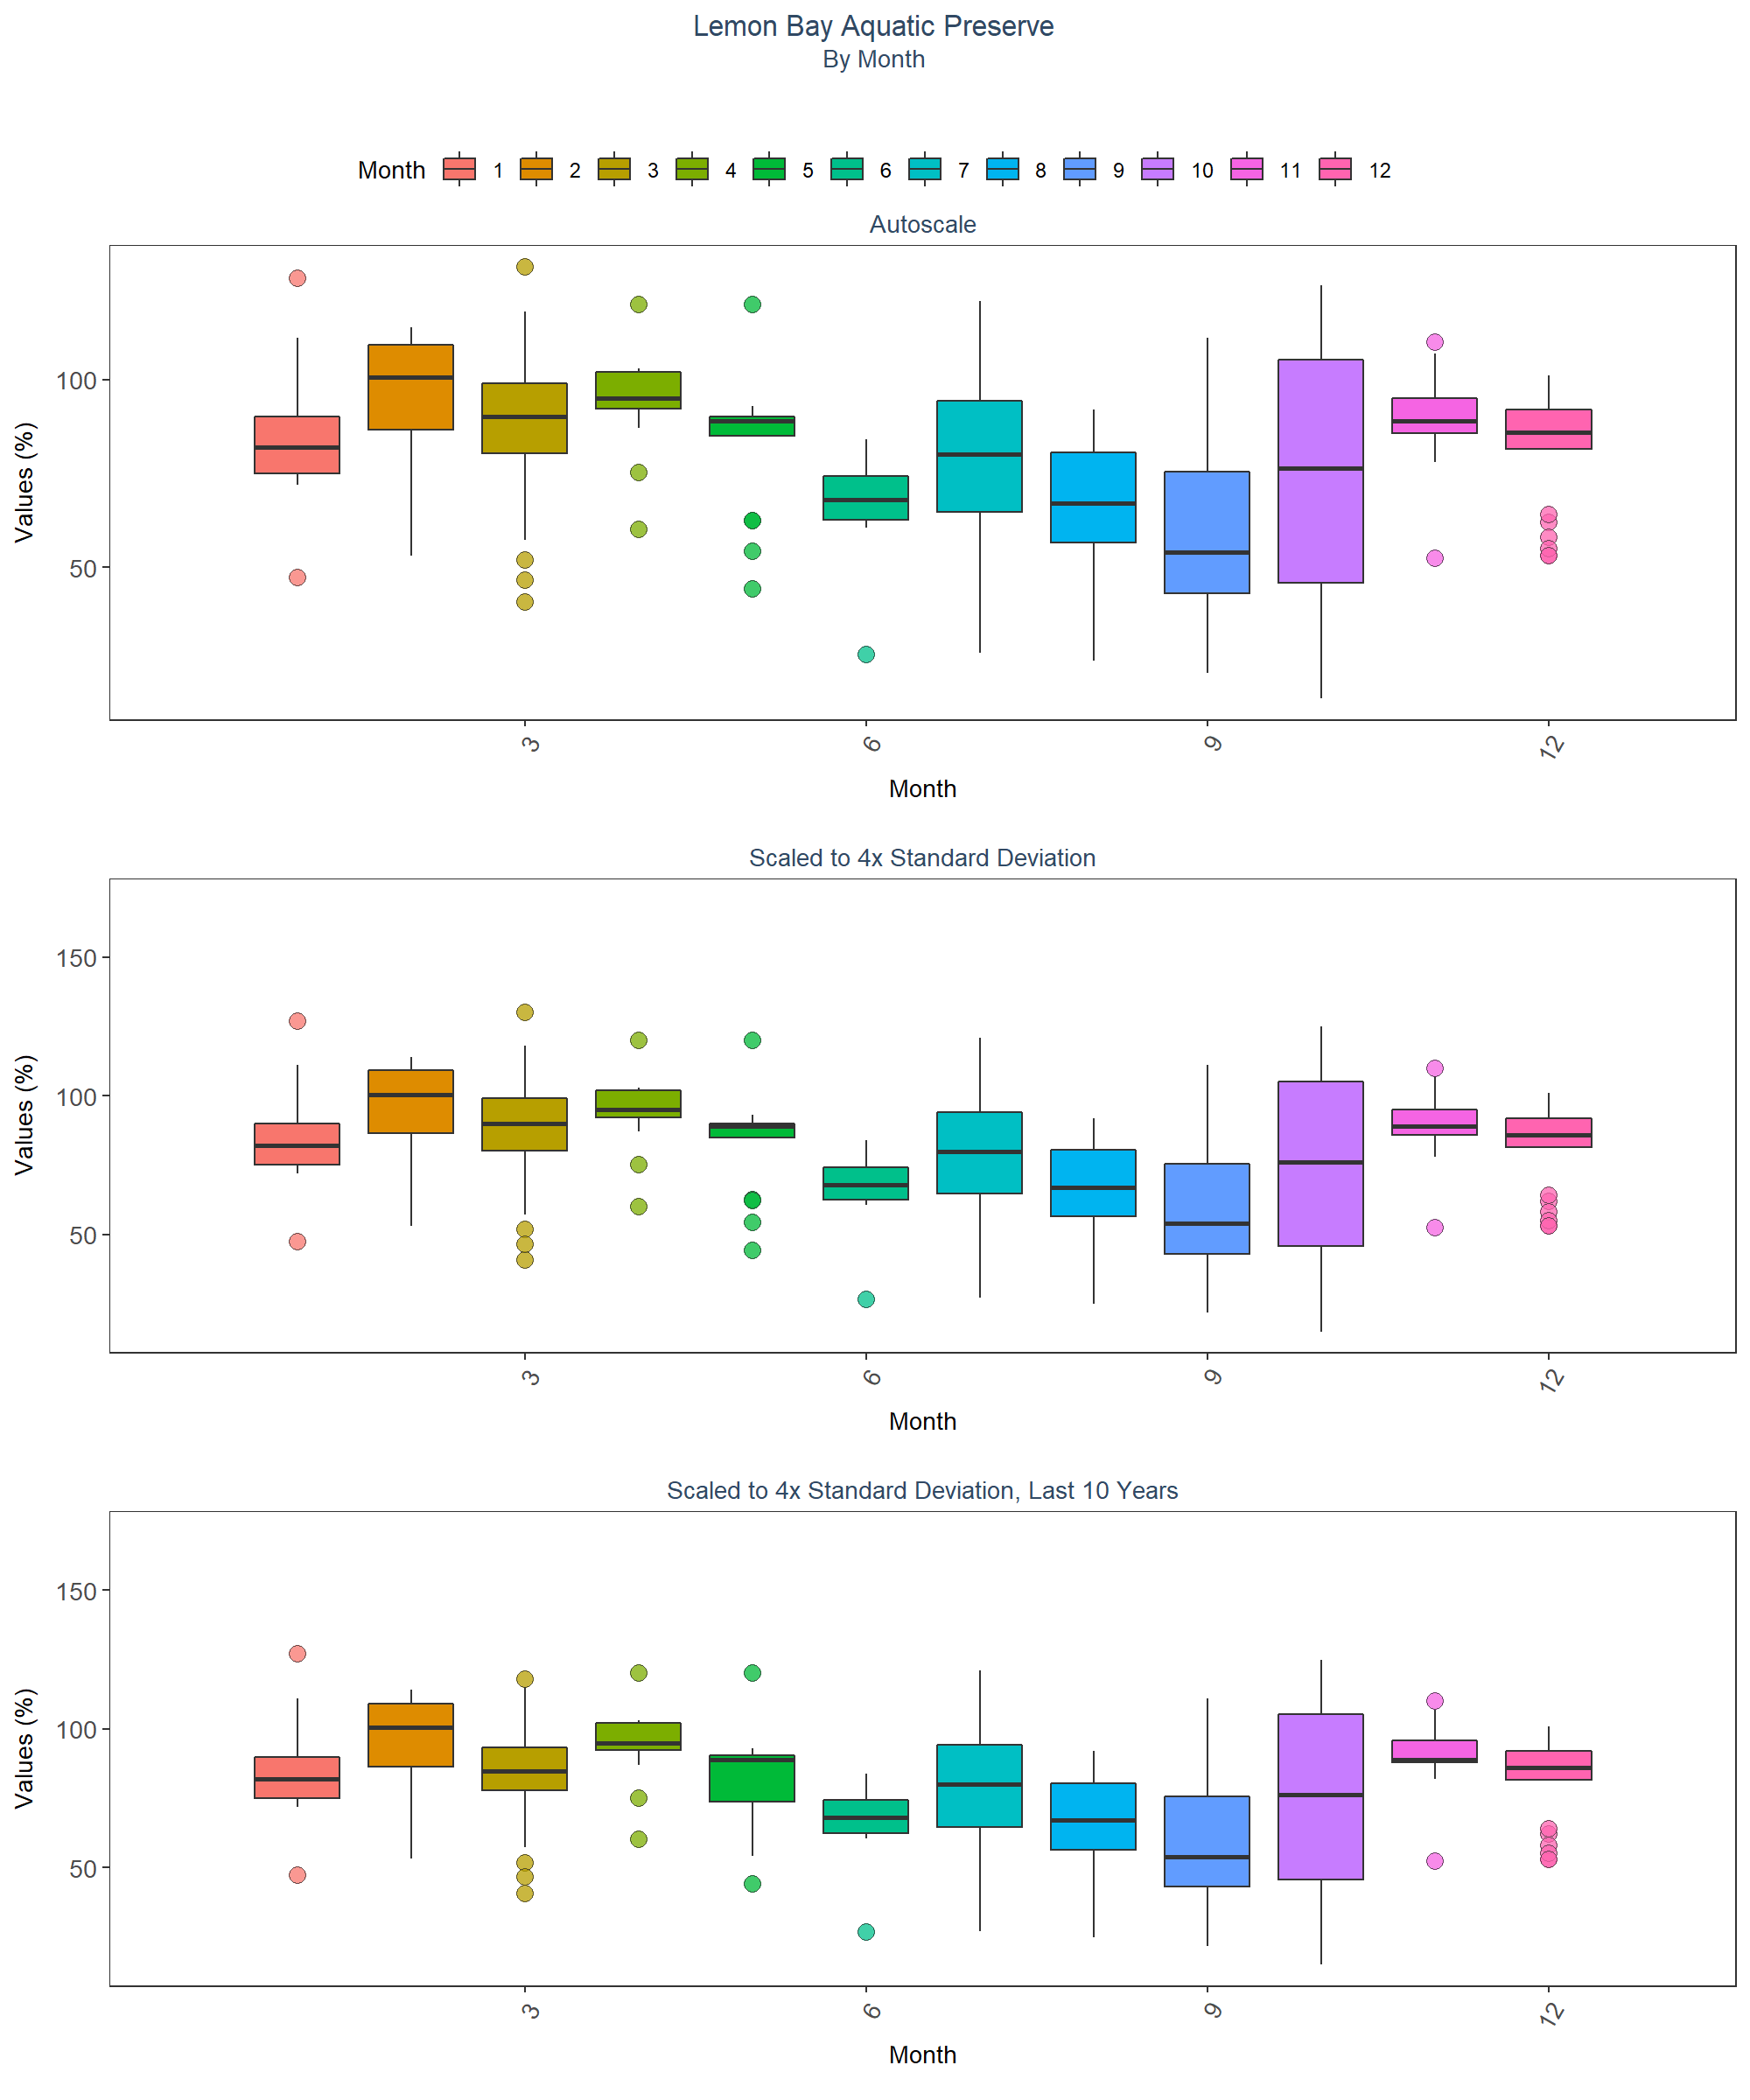 Lemon Bay Aquatic Preserve
By Month
Month 1 2 3 4 5 6 7 8 9 10 11 12
Autoscale
Values (%)
100
50
3 6 9 12
Month
Scaled to 4x Standard Deviation
Values (%)
150
100
50
3 6 9 12
Month
Scaled to 4x Standard Deviation, Last 10 Years
Values (%)
150
100
50
3 6 9 12
Month